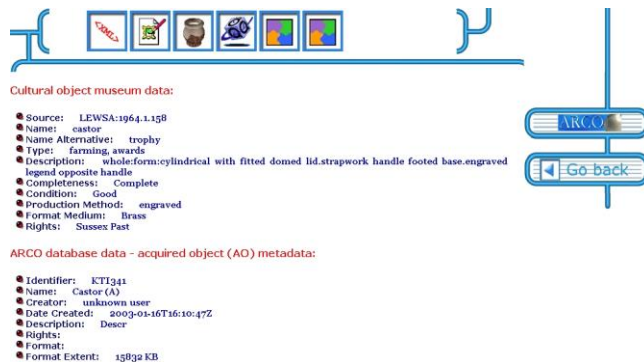 <XML>
Cultural object museum data:
Source: LEWSA:1964.1.158
Name: castor
Name Alternative: trophy
Type: farming, awards
Description: whole:form:cylindrical with fitted domed lid.strapwork handle footed base.engraved
legend opposite handle
Completeness: Complete
Condition: Good
Production Method: engraved
Format Medium: Brass
Rights: Sussex Past
ARCO
Go back
ARCO database data - acquired object (AO) metadata:
Identifier: KTI341
Name: Castor (A)
Creator: unknown user
Date Created: 2003-01-16T16:10:47Z
Description: Descr
Rights:
Format:
Format Extent: 15832 KB